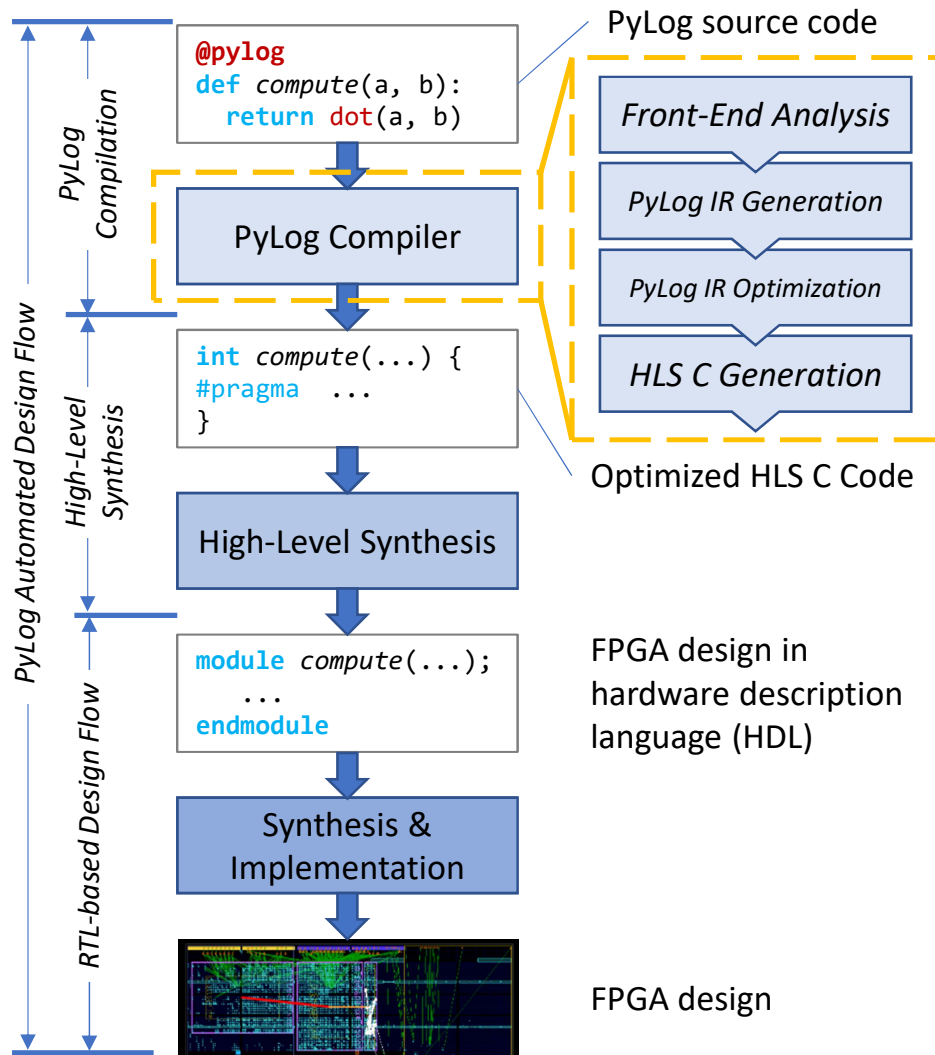 PyLog source code
@pylog
def compute(a, b):
return dot(a, b)
PyLog Compiler
Front-End Analysis
PyLog IR Generation
PyLog IR Optimization
HLS C Generation
int compute(...) {
#pragma ...
}
Optimized HLS C Code
High-Level Synthesis
module compute(...);
...
endmodule
FPGA design in
hardware description
language (HDL)
Synthesis &
Implementation
FPGA design
PyLog Automated Design Flow
PyLog
Compilation
High-Level
Synthesis
RTL-based Design Flow